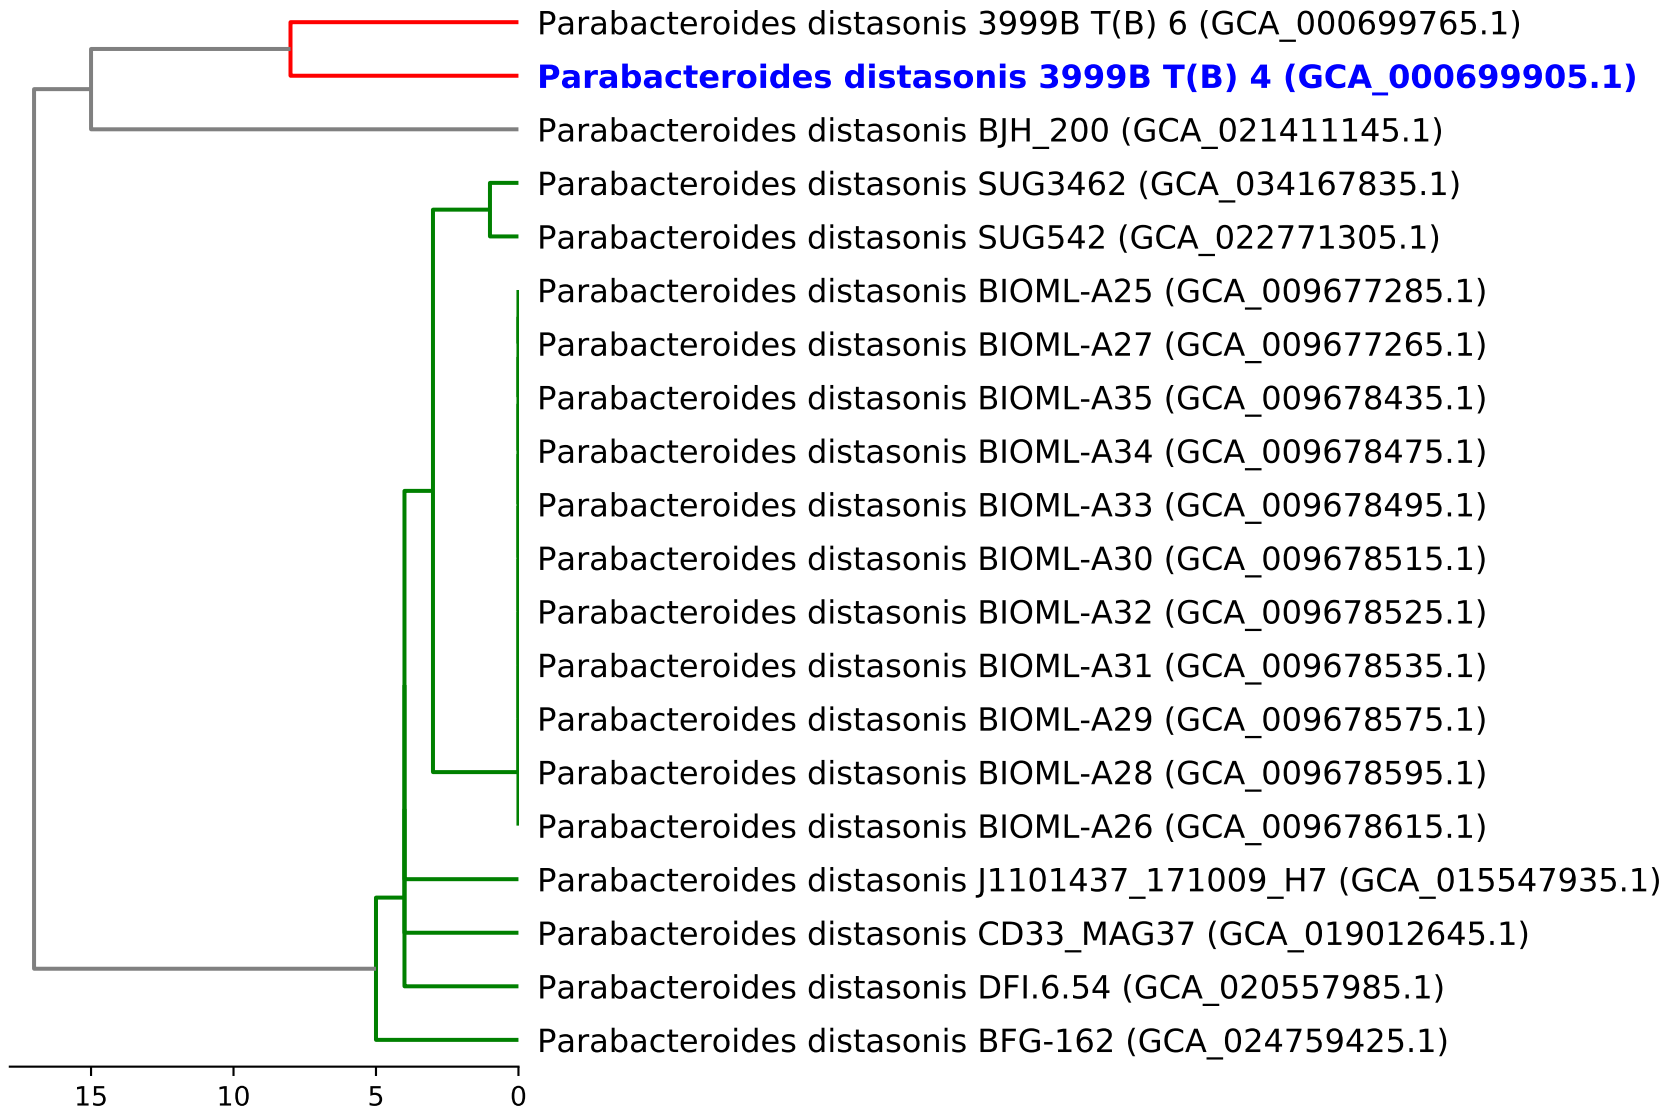 Parabacteroides distasonis 3999B T(B) 6 (GCA_000699765.1)
Parabacteroides distasonis 3999B T(B) 4 (GCA_000699905.1)
Parabacteroides distasonis BJH_200 (GCA_021411145.1)
Parabacteroides distasonis SUG3462 (GCA_034167835.1)
Parabacteroides distasonis SUG542 (GCA_022771305.1)
Parabacteroides distasonis BIOML-A25 (GCA_009677285.1)
Parabacteroides distasonis BIOML-A27 (GCA_009677265.1)
Parabacteroides distasonis BIOML-A35 (GCA_009678435.1)
Parabacteroides distasonis BIOML-A34 (GCA_009678475.1)
Parabacteroides distasonis BIOML-A33 (GCA_009678495.1)
Parabacteroides distasonis BIOML-A30 (GCA_009678515.1)
Parabacteroides distasonis BIOML-A32 (GCA_009678525.1)
Parabacteroides distasonis BIOML-A31 (GCA_009678535.1)
Parabacteroides distasonis BIOML-A29 (GCA_009678575.1)
Parabacteroides distasonis BIOML-A28 (GCA_009678595.1)
Parabacteroides distasonis BIOML-A26 (GCA_009678615.1)
Parabacteroides distasonis J1101437_171009_H7 (GCA_015547935.1)
Parabacteroides distasonis CD33_MAG37 (GCA_019012645.1)
Parabacteroides distasonis DFI.6.54 (GCA_020557985.1)
Parabacteroides distasonis BFG-162 (GCA_024759425.1)
15 10 5 0